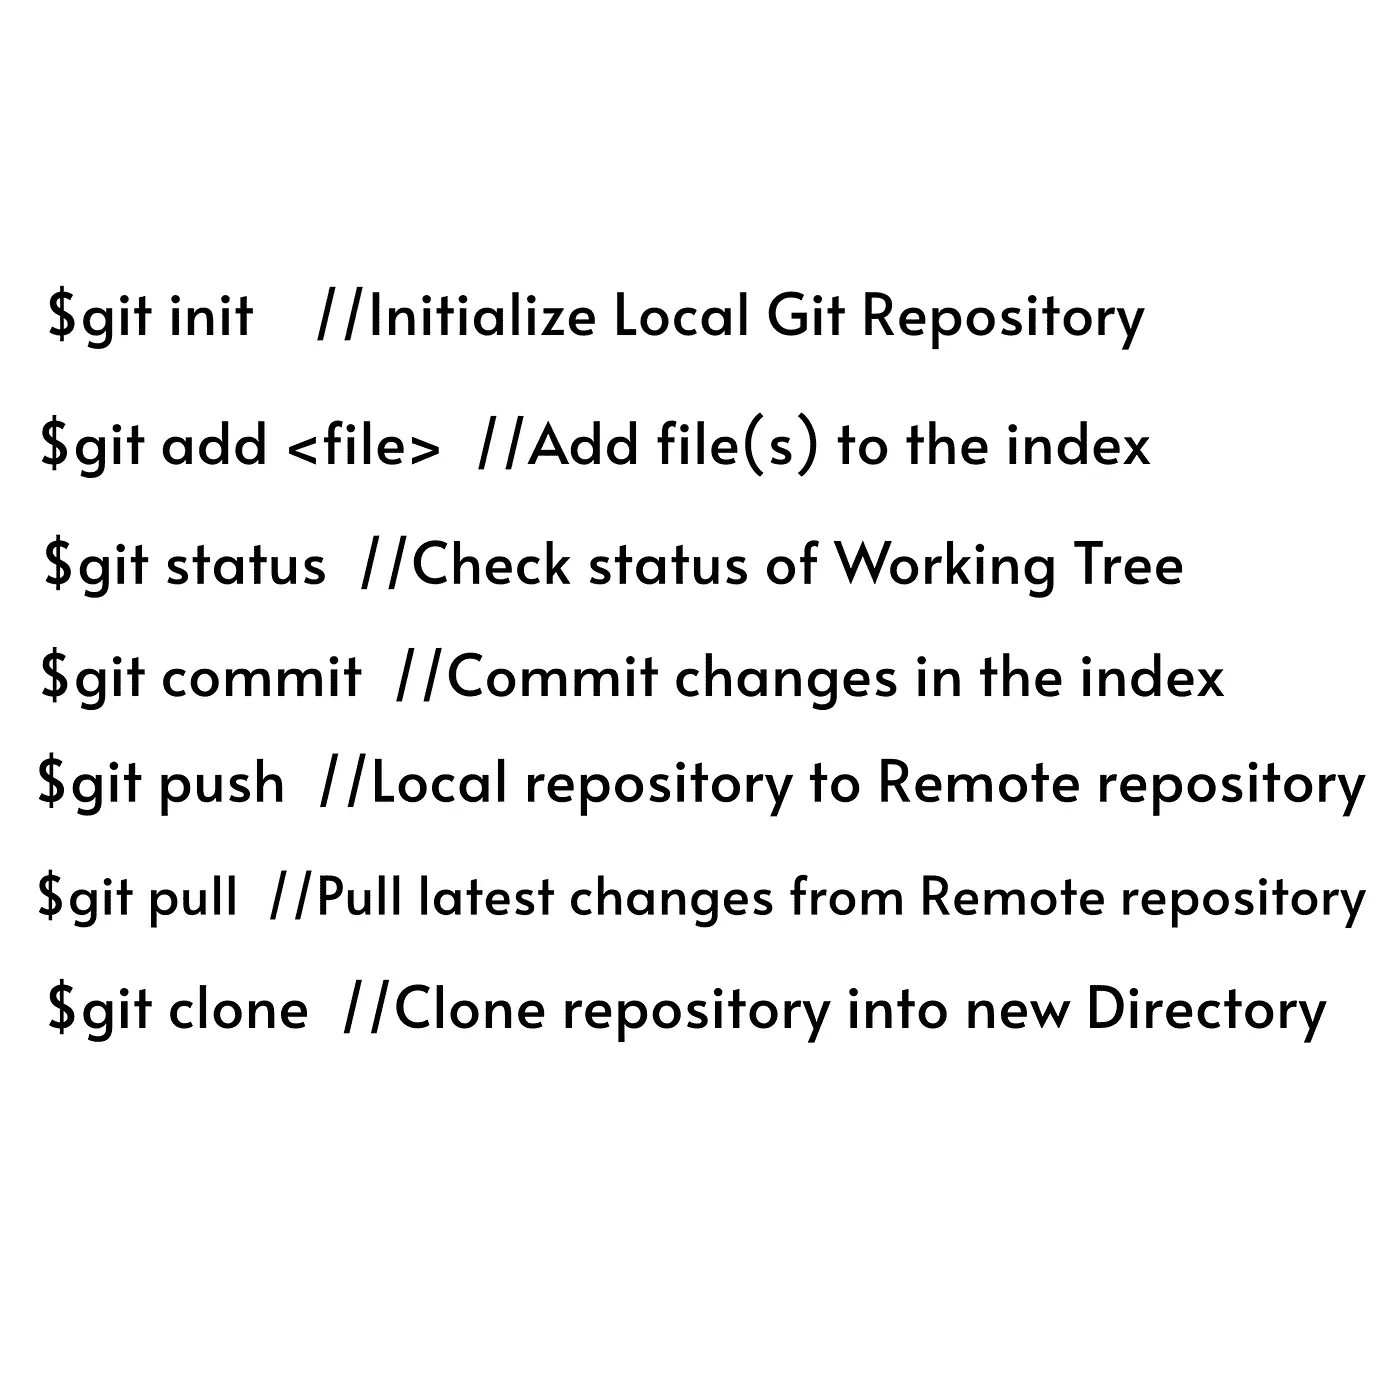 $git init //Initialize Local Git Repository
$git add <file> //Add file(s) to the index
$git status //Check status of Working Tree
$git commit //Commit changes in the index
$git push //Local repository to Remote repository
$git pull //Pull latest changes from Remote repository
$git clone //Clone repository into new Directory